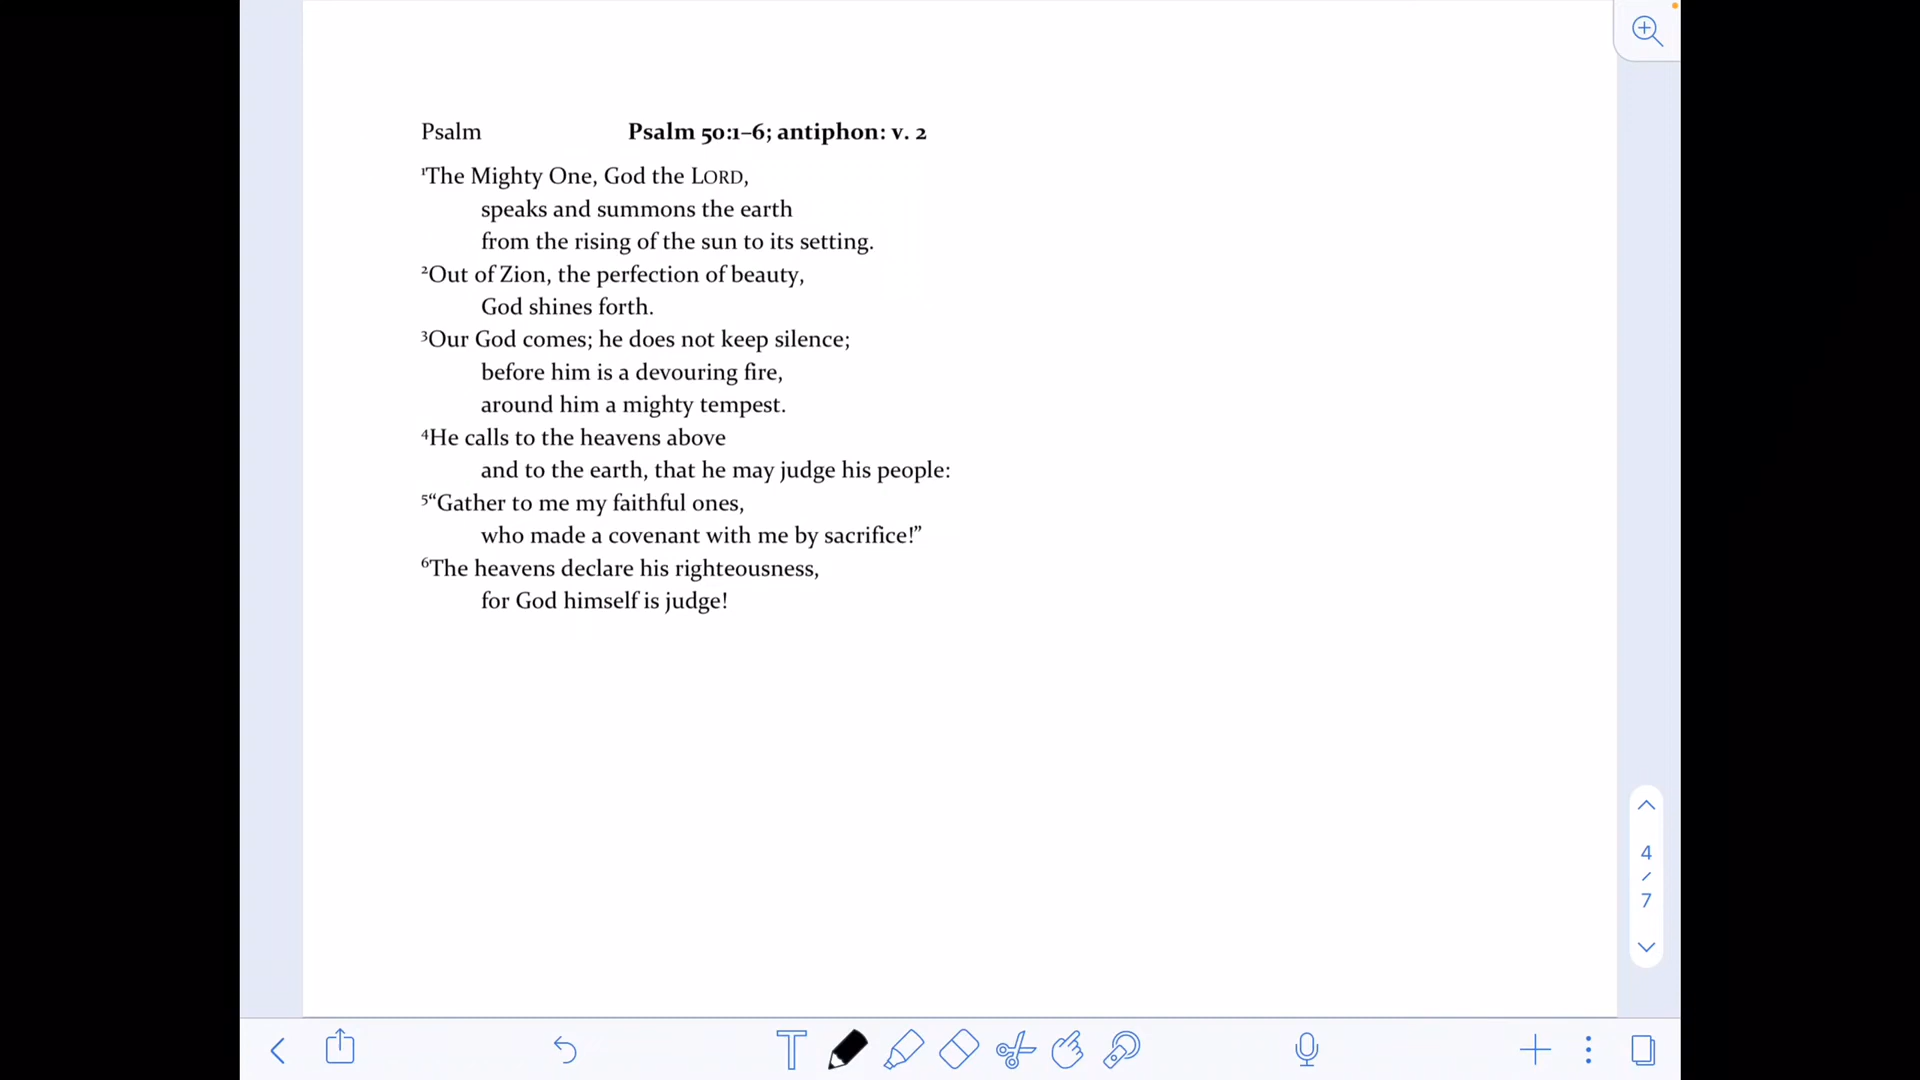 Psalm Psalm 50:1–6; antiphon: v. 2
¹The Mighty One, God the LORD,
speaks and summons the earth
from the rising of the sun to its setting.
²Out of Zion, the perfection of beauty,
God shines forth.
³Our God comes; he does not keep silence;
before him is a devouring fire,
around him a mighty tempest.
⁴He calls to the heavens above
and to the earth, that he may judge his people:
⁵“Gather to me my faithful ones,
who made a covenant with me by sacrifice!”
⁶The heavens declare his righteousness,
for God himself is judge!
4
/
7